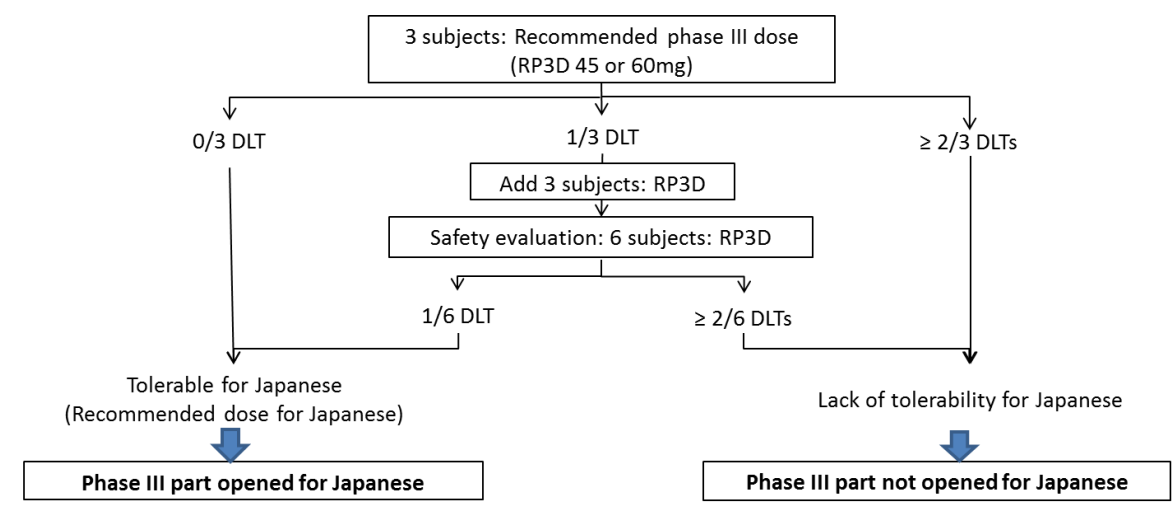 3 subjects: Recommended phase III dose
(RP3D 45 or 60mg)
0/3 DLT
1/3 DLT
≥ 2/3 DLTs
Add 3 subjects: RP3D
Safety evaluation: 6 subjects: RP3D
1/6 DLT
≥ 2/6 DLTs
Tolerable for Japanese
(Recommended dose for Japanese)
Lack of tolerability for Japanese
Phase III part opened for Japanese
Phase III part not opened for Japanese